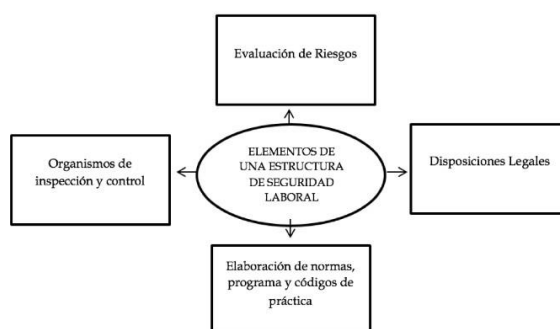 Evaluación de Riesgos
Organismos de
inspección y control
ELEMENTOS DE
UNA ESTRUCTURA
DE SEGURIDAD
LABORAL
Disposiciones Legales
Elaboración de normas,
programa y códigos de
práctica